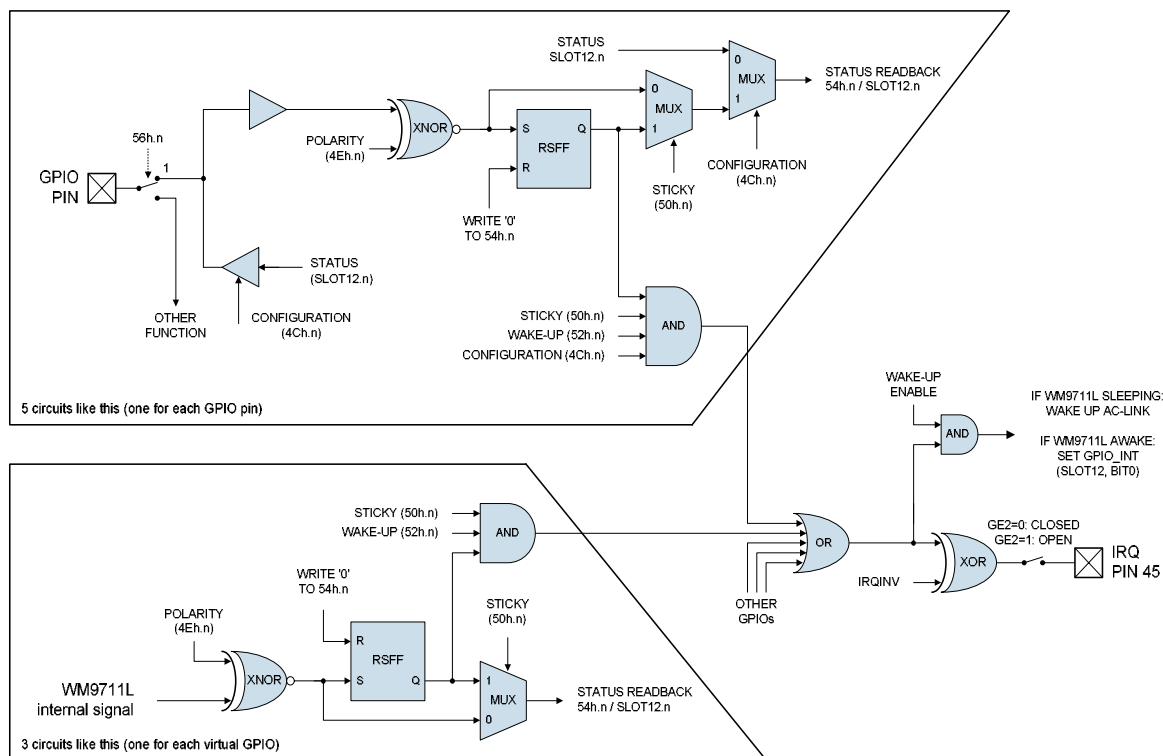 STATUS
SLOT12.n
0
MUX
1
STATUS READBACK
54h.n / SLOT12.n
0
MUX
1
XNOR
POLARITY
(4Eh.n)
S
Q
RSFF
R
CONFIGURATION
(4Ch.n)
STICKY
(50h.n)
WRITE '0'
TO 54h.n
56h.n
1
GPIO
PIN
STATUS
(SLOT12.n)
OTHER
FUNCTION
CONFIGURATION
(4Ch.n)
STICKY (50h.n)
WAKE-UP (52h.n)
CONFIGURATION (4Ch.n)
AND
5 circuits like this (one for each GPIO pin)
WAKE-UP
ENABLE
AND
IF WM9711L SLEEPING:
WAKE UP AC-LINK
IF WM9711L AWAKE:
SET GPIO_INT
(SLOT12, BIT0)
STICKY (50h.n)
WAKE-UP (52h.n)
AND
OR
OTHER
GPIOs
GE2=0: CLOSED
GE2=1: OPEN
XOR
IRQINV
IRQ
PIN 45
WRITE '0'
TO 54h.n
STICKY
(50h.n)
POLARITY
(4Eh.n)
R
RSFF
S
Q
XNOR
1
MUX
0
STATUS READBACK
54h.n / SLOT12.n
WM9711L
internal signal
3 circuits like this (one for each virtual GPIO)